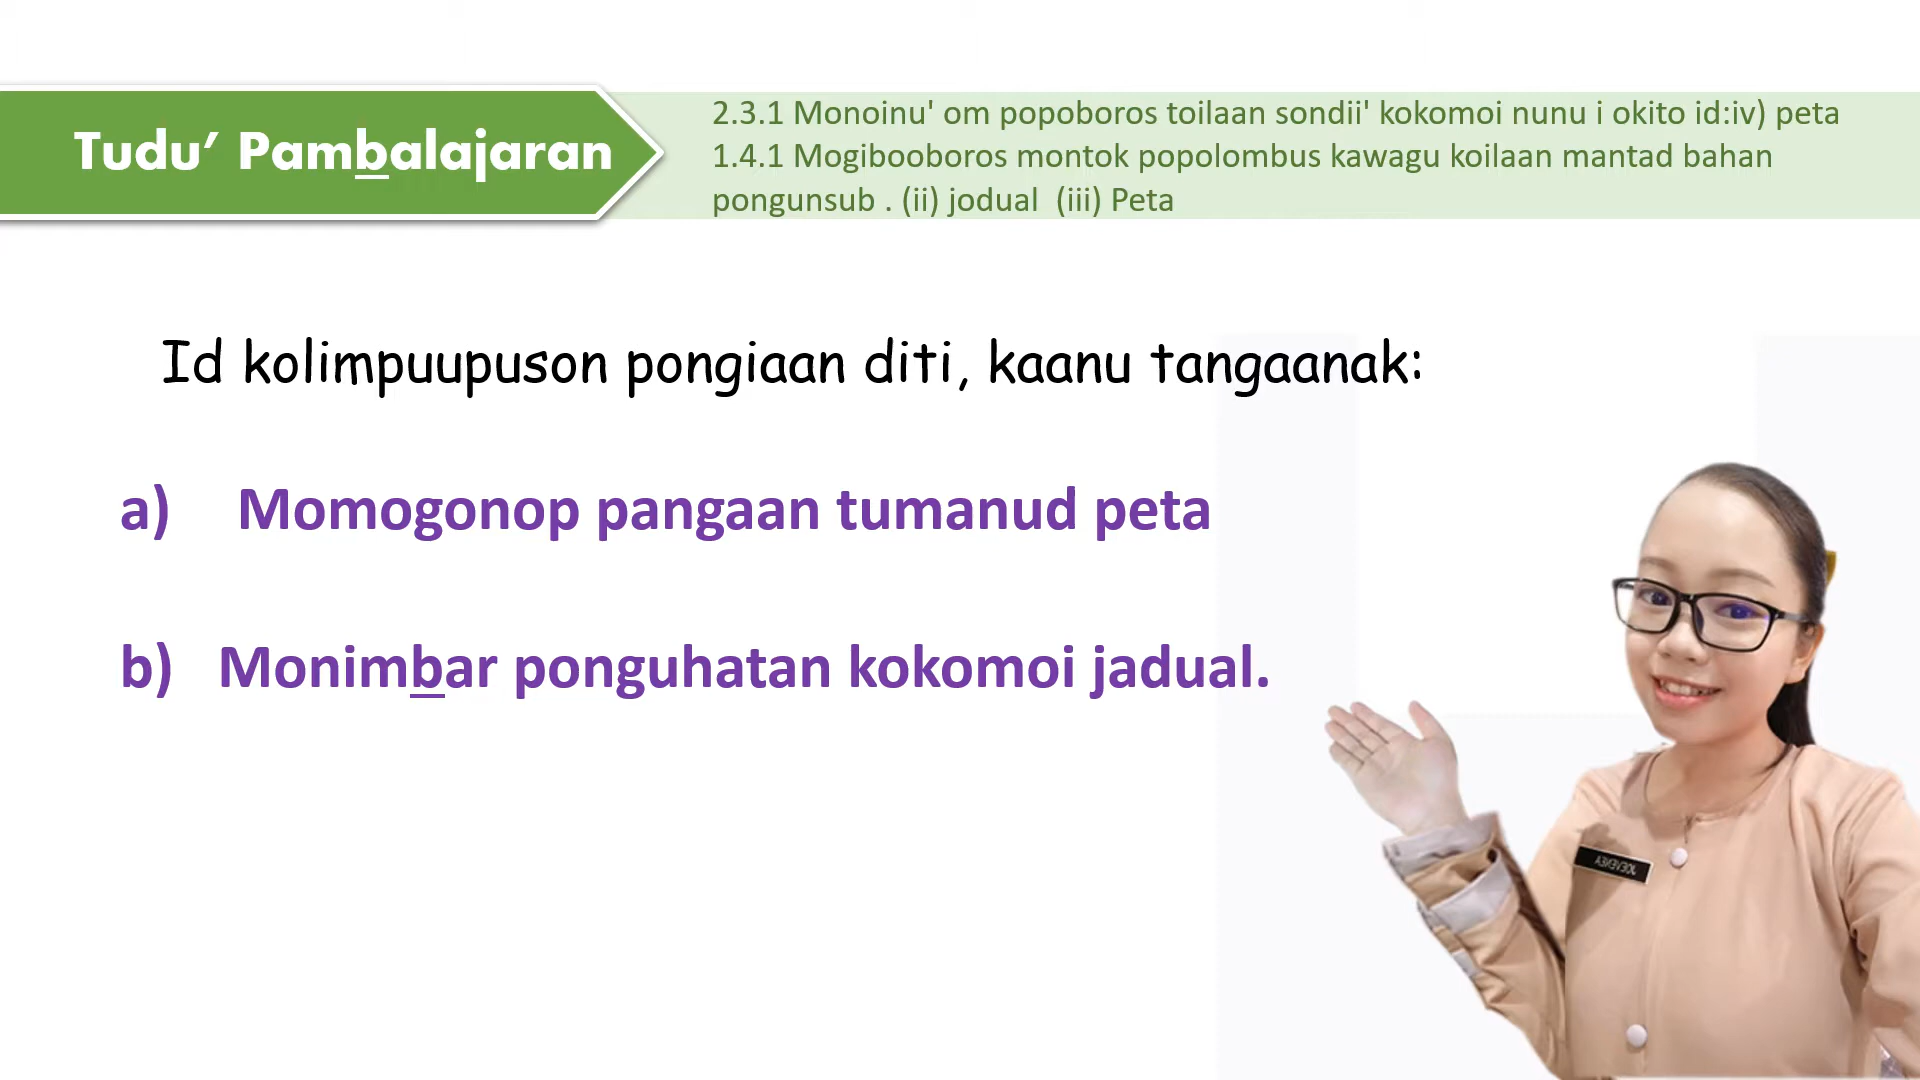 Tudu’ Pambalajaran
2.3.1 Monoinu' om popoboros toilaan sondii' kokomoi nunu i okito id:iv) peta
1.4.1 Mogibooboros montok popolombus kawagu koilaan mantad bahan
pongunsub . (ii) jodual (iii) Peta
Id kolimpuupuson pongiaan diti, kaanu tangaanak:
a) Momogonop pangaan tumanud peta
b) Monimbar ponguhatan kokomoi jadual.
JOEVENEA